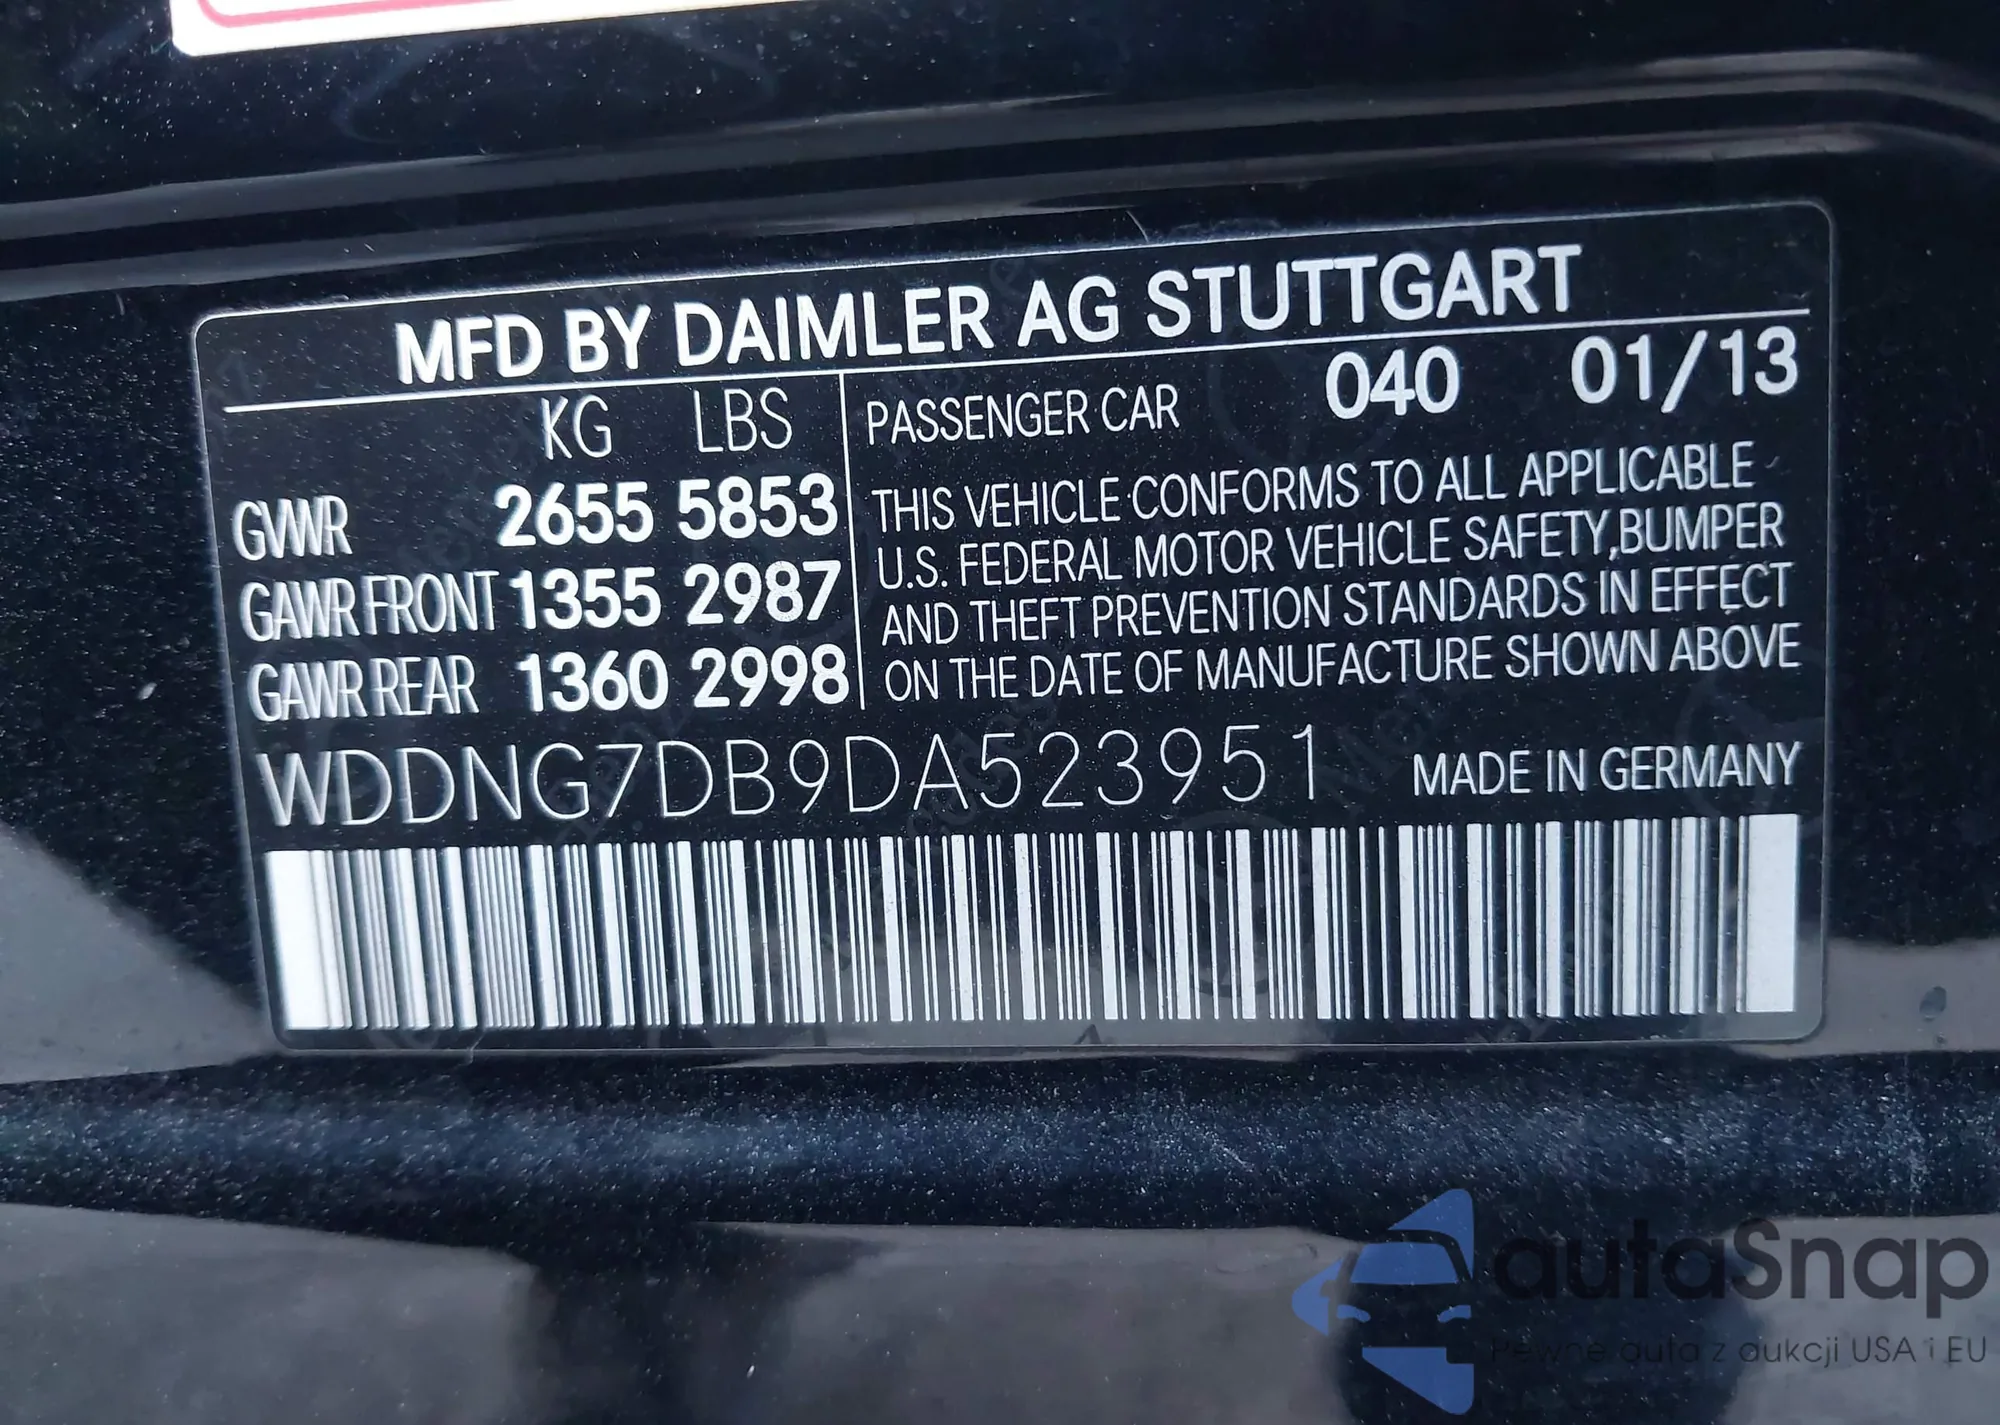 MFD BY DAIMLER AG STUTTGART
KG LBS PASSENGER CAR 040 01/13
GVWR 2655 5853
GAWR FRONT 1355 2987
GAWR REAR 1360 2998
THIS VEHICLE CONFORMS TO ALL APPLICABLE
U.S. FEDERAL MOTOR VEHICLE SAFETY, BUMPER
AND THEFT PREVENTION STANDARDS IN EFFECT
ON THE DATE OF MANUFACTURE SHOWN ABOVE
WDDNG7DB9DA523951 MADE IN GERMANY
autaSnap
Pewne auta z aukcji USA i EU